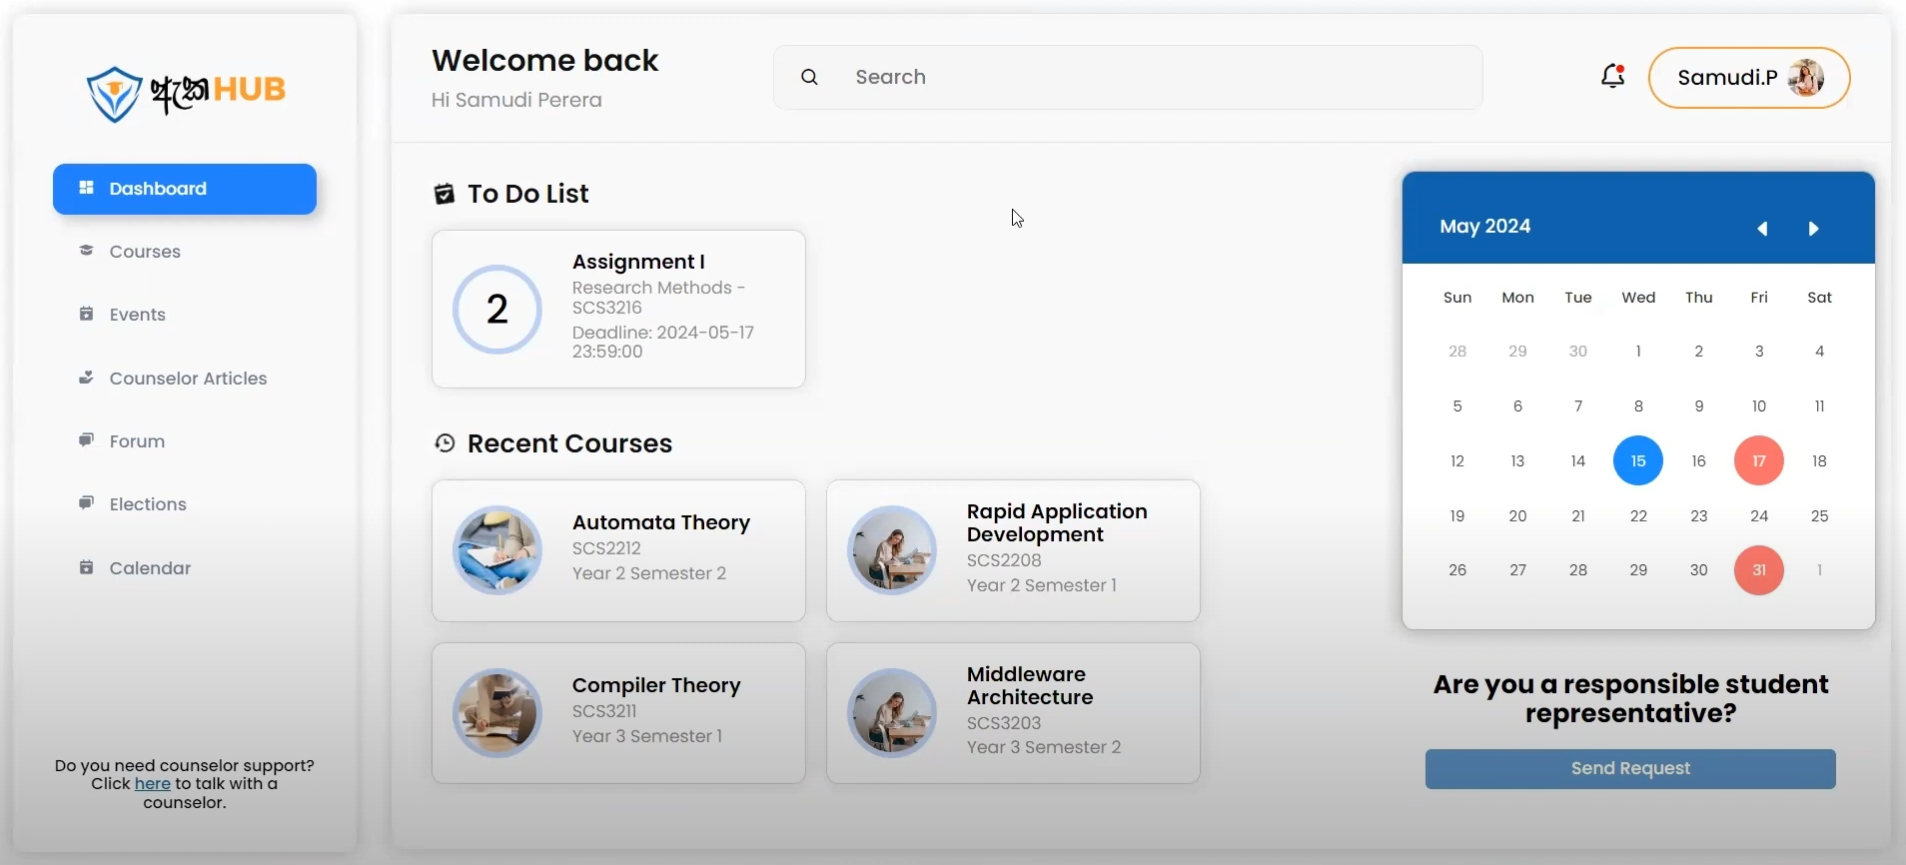 ඇක HUB
Dashboard
Courses
Events
Counselor Articles
Forum
Elections
Calendar
Do you need counselor support?
Click here to talk with a
counselor.
Welcome back
Hi Samudi Perera
Search
Samudi.P
To Do List
2
Assignment I
Research Methods -
SCS3216
Deadline: 2024-05-17
23:59:00
Recent Courses
Automata Theory
SCS2212
Year 2 Semester 2
Rapid Application
Development
SCS2208
Year 2 Semester 1
Compiler Theory
SCS3211
Year 3 Semester 1
Middleware
Architecture
SCS3203
Year 3 Semester 2
May 2024
Sun Mon Tue Wed Thu Fri Sat
28 29 30 1 2 3 4
5 6 7 8 9 10 11
12 13 14 15 16 17 18
19 20 21 22 23 24 25
26 27 28 29 30 31 1
Are you a responsible student
representative?
Send Request